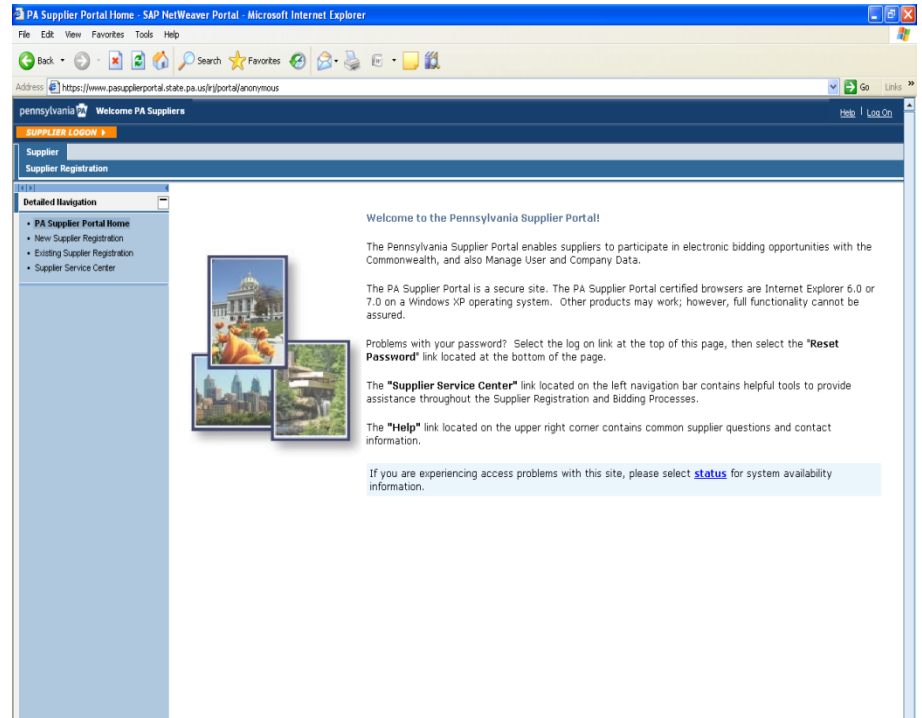 PA Supplier Portal Home - SAP NetWeaver Portal - Microsoft Internet Explorer
File Edit View Favorites Tools Help
Back Search Favorites
Address https://www.pasupplierportal.state.pa.us/irj/portal/anonymous Go Links »
pennsylvania PA Welcome PA Suppliers Help | Log On
SUPPLIER LOGON
Supplier
Supplier Registration
Detailed Navigation
• PA Supplier Portal Home
• New Supplier Registration
• Existing Supplier Registration
• Supplier Service Center
Welcome to the Pennsylvania Supplier Portal!
The Pennsylvania Supplier Portal enables suppliers to participate in electronic bidding opportunities with the
Commonwealth, and also Manage User and Company Data.
The PA Supplier Portal is a secure site. The PA Supplier Portal certified browsers are Internet Explorer 6.0 or
7.0 on a Windows XP operating system. Other products may work; however, full functionality cannot be
assured.
Problems with your password? Select the log on link at the top of this page, then select the "Reset
Password" link located at the bottom of the page.
The "Supplier Service Center" link located on the left navigation bar contains helpful tools to provide
assistance throughout the Supplier Registration and Bidding Processes.
The "Help" link located on the upper right corner contains common supplier questions and contact
information.
If you are experiencing access problems with this site, please select status for system availability
information.